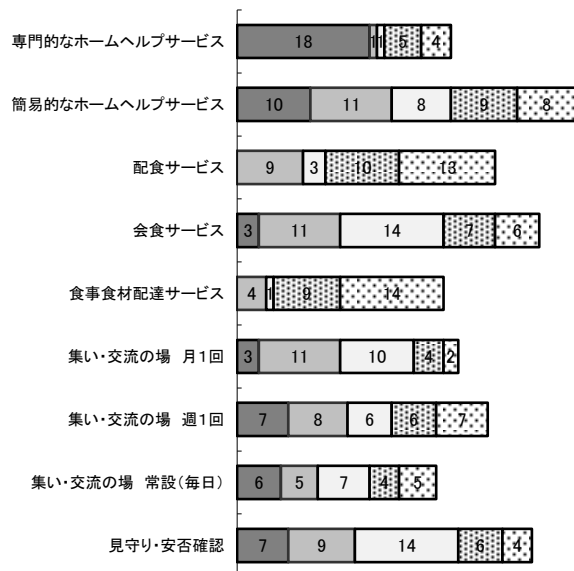 専門的なホームヘルプサービス 18 1 1 5 4
簡易的なホームヘルプサービス 10 11 8 9 8
配食サービス 9 3 10 13
会食サービス 3 11 14 7 6
食事食材配達サービス 4 1 9 14
集い・交流の場 月1回 3 11 10 4 2
集い・交流の場 週1回 7 8 6 6 7
集い・交流の場 常設(毎日) 6 5 7 4 5
見守り・安否確認 7 9 14 6 4